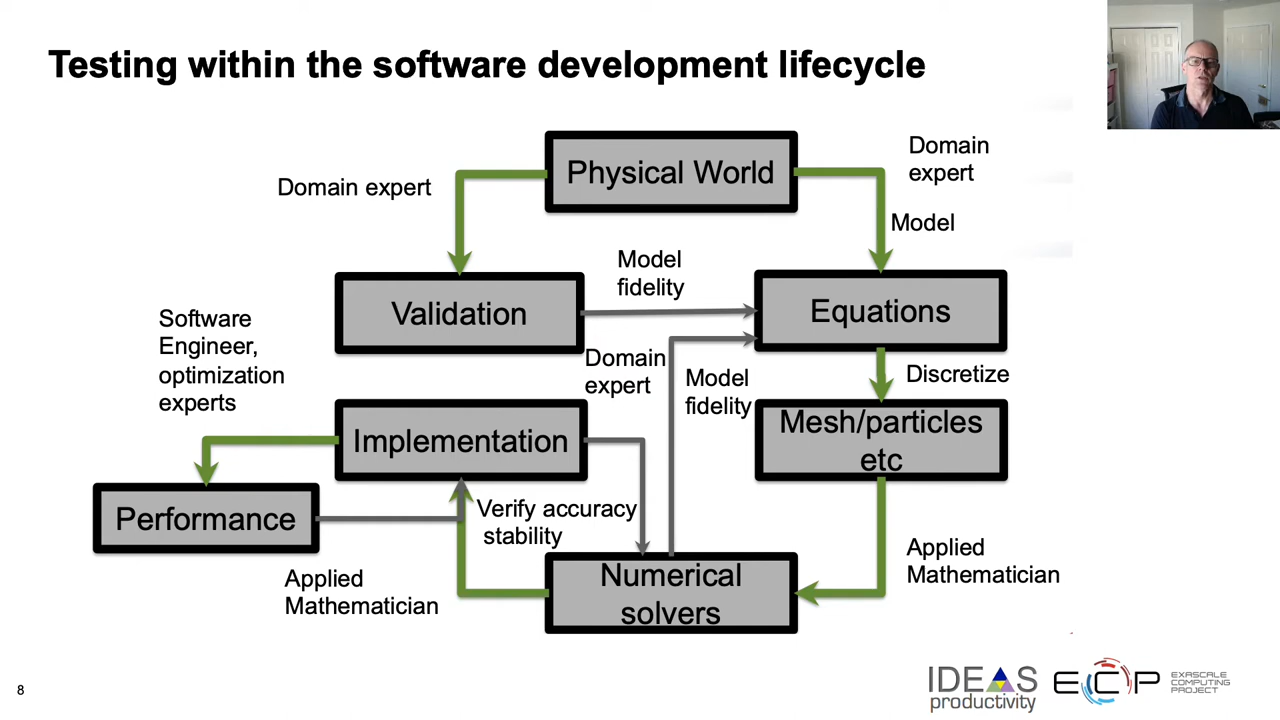 Testing within the software development lifecycle
Physical World
Domain expert
Domain
expert
Model
Model
fidelity
Validation
Equations
Software
Engineer,
optimization
experts
Domain
expert
Model
fidelity
Discretize
Implementation
Mesh/particles
etc
Performance
Verify accuracy
stability
Applied
Mathematician
Numerical
solvers
Applied
Mathematician
8
IDEAS
productivity
ECP
EXASCALE
COMPUTING
PROJECT